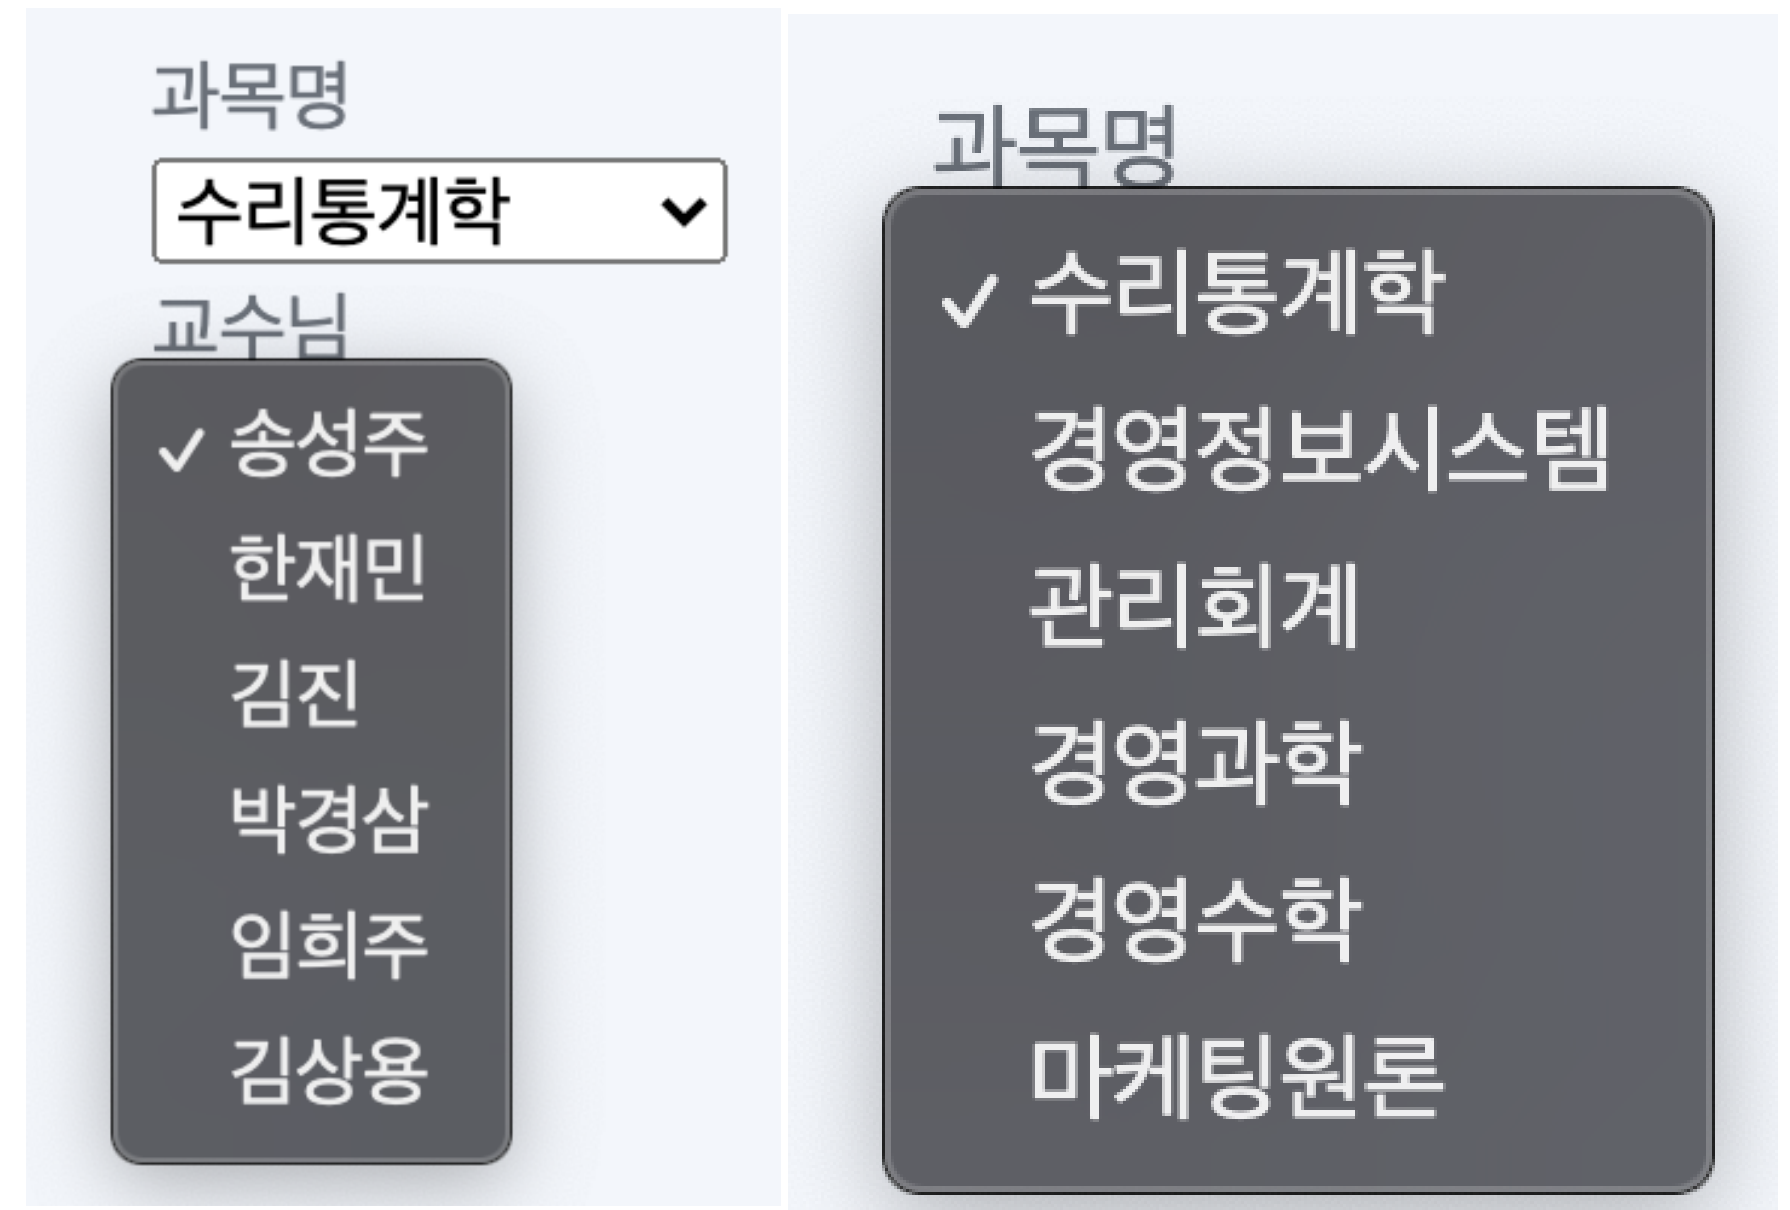 과목명
수리통계학
교수님
✓ 송성주
한재민
김진
박경삼
임희주
김상용
과목명
✓ 수리통계학
경영정보시스템
관리회계
경영과학
경영수학
마케팅원론